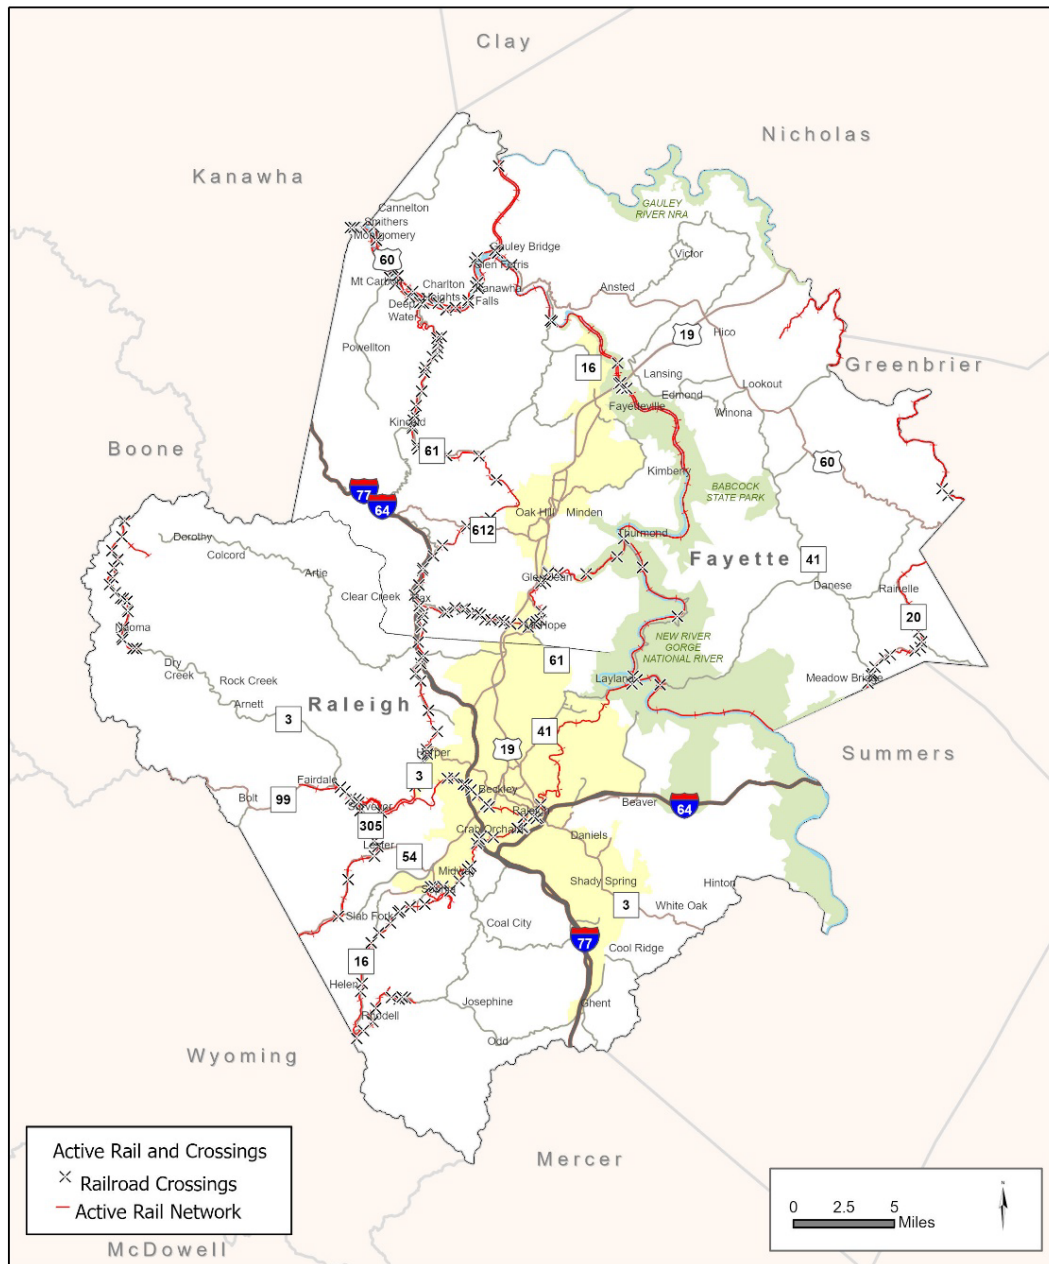 Clay
Nicholas
Kanawha
GAULEY
RIVER NRA
Cannelton
Smithers
Montgomery
60
Gauley Bridge
Victor
Glen Ferris
Mt Carbon
Charlton
Heights
Kanawha
Falls
Ansted
Deep
Water
19
Hico
Powellton
16
Lansing
Greenbrier
Lookout
Edmond
Fayetteville
Winona
Kincaid
61
Boone
60
Kimberly
77
64
BABCOCK
STATE PARK
Oak Hill
Minden
612
Thurmond
Dorothy
Colcord
Fayette
41
Artie
Glen Jean
Danese
Rainelle
Clear Creek
Pax
20
Naoma
Mt Hope
NEW RIVER
GORGE
NATIONAL RIVER
61
Dry
Creek
Rock Creek
Layland
Meadow Bridge
Arnett
Raleigh
3
41
19
Summers
Harper
3
Fairdale
Bolt
99
Surveyor
Beckley
Beaver
64
305
Raleigh
Crab Orchard
Daniels
Lester
54
Midway
Sophia
Shady Spring
Hinton
3
White Oak
Slab Fork
Coal City
77
Cool Ridge
16
Helen
Josephine
Ghent
Rhodell
Odd
Wyoming
Mercer
Active Rail and Crossings
Railroad Crossings
Active Rail Network
McDowell
0
2.5
5
Miles
N